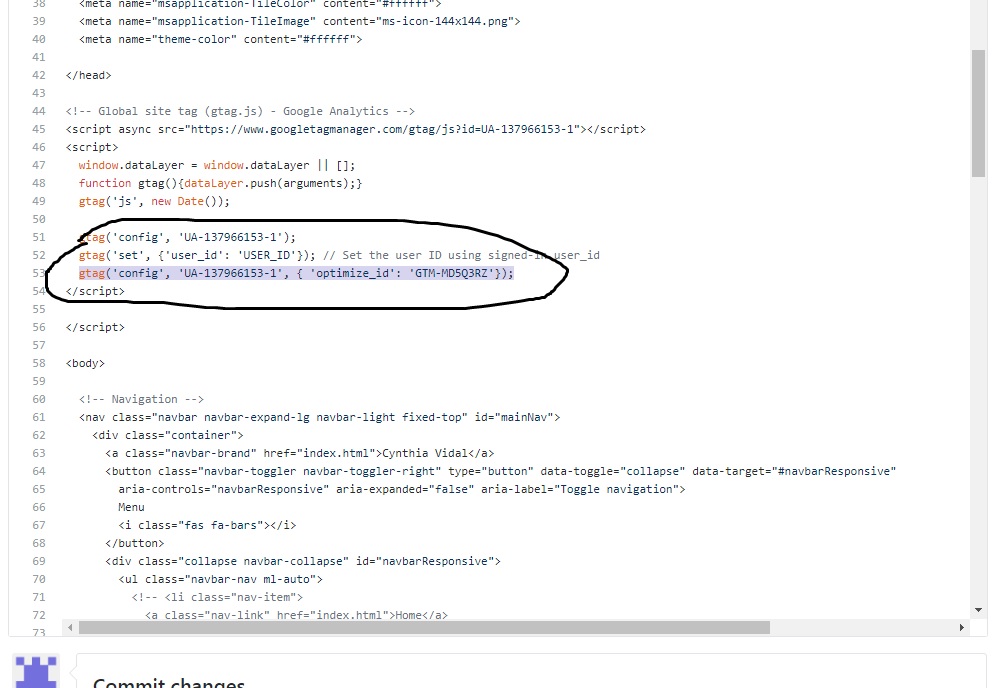 38 <meta name="msapplication-TileColor" content="#ffffff">
39 <meta name="msapplication-TileImage" content="ms-icon-144x144.png">
40 <meta name="theme-color" content="#ffffff">
41
42 </head>
43
44 <!-- Global site tag (gtag.js) - Google Analytics -->
45 <script async src="https://www.googletagmanager.com/gtag/js?id=UA-137966153-1"></script>
46 <script>
47 window.dataLayer = window.dataLayer || [];
48 function gtag(){dataLayer.push(arguments);}
49 gtag('js', new Date());
50
51 gtag('config', 'UA-137966153-1');
52 gtag('set', {'user_id': 'USER_ID'}); // Set the user ID using signed-in user_id
53 gtag('config', 'UA-137966153-1', { 'optimize_id': 'GTM-MD5Q3RZ'});
54 </script>
55
56 </script>
57
58 <body>
59
60 <!-- Navigation -->
61 <nav class="navbar navbar-expand-lg navbar-light fixed-top" id="mainNav">
62 <div class="container">
63 <a class="navbar-brand" href="index.html">Cynthia Vidal</a>
64 <button class="navbar-toggler navbar-toggler-right" type="button" data-toggle="collapse" data-target="#navbarResponsive"
65 aria-controls="navbarResponsive" aria-expanded="false" aria-label="Toggle navigation">
66 Menu
67 <i class="fas fa-bars"></i>
68 </button>
69 <div class="collapse navbar-collapse" id="navbarResponsive">
70 <ul class="navbar-nav ml-auto">
71 <!-- <li class="nav-item">
72 <a class="nav-link" href="index.html">Home</a>
73
Commit changes